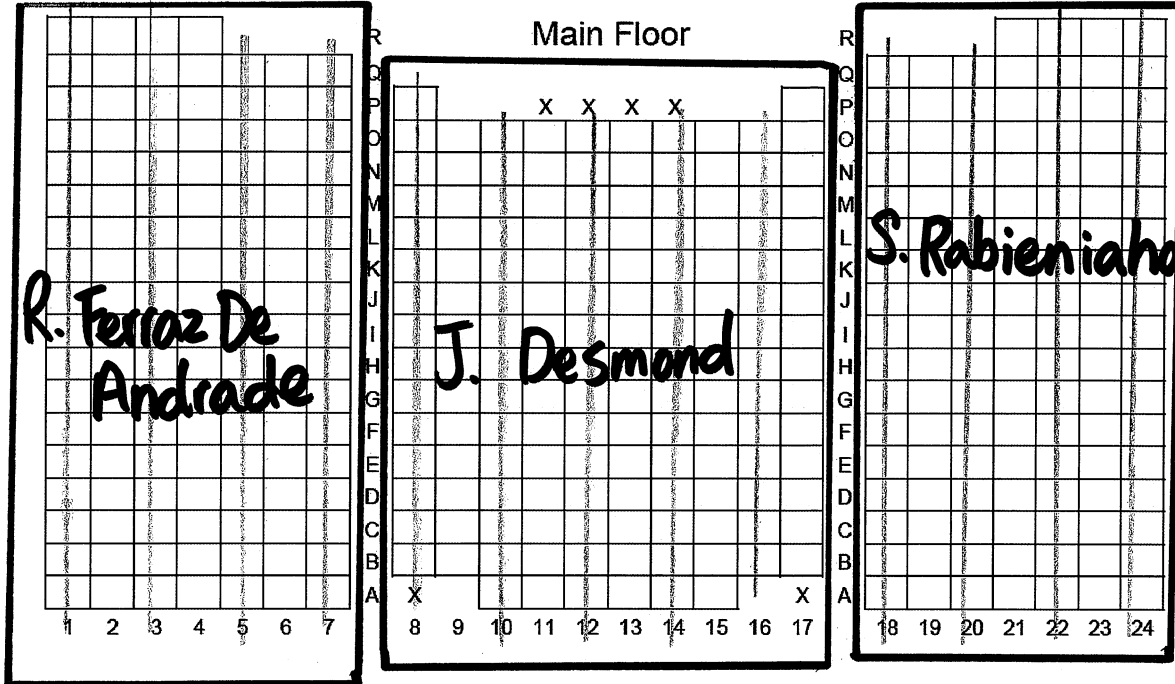 Main Floor
R R
Q Q
P X X X X P
O O
N N
M M
L L
K K
J J
I I
H H
G G
F F
E E
D D
C C
B B
A X X A
1 2 3 4 5 6 7 8 9 10 11 12 13 14 15 16 17 18 19 20 21 22 23 24
R. Ferraz De
Andrade
J. Desmond
S.